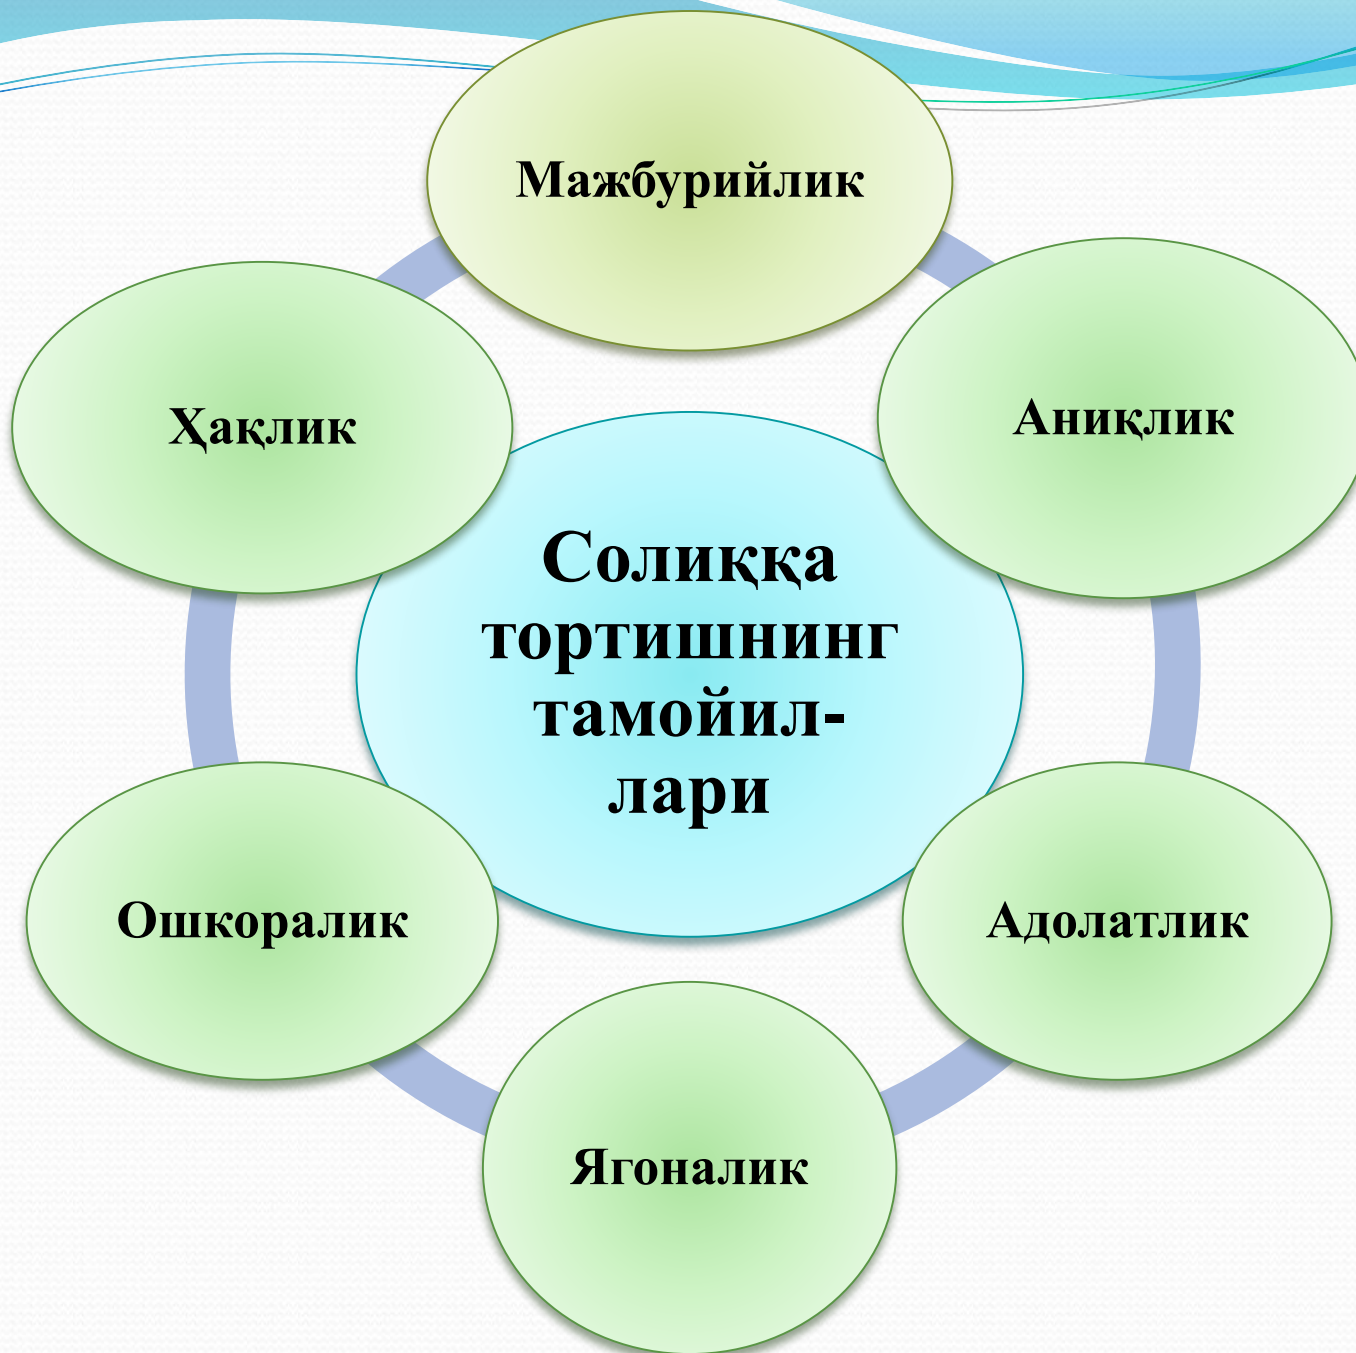 Мажбурийлик
Аниқлик
Ҳақлик
Солиққа
тортишнинг
тамойил-
лари
Ошкоралик
Адолатлик
Ягоналик